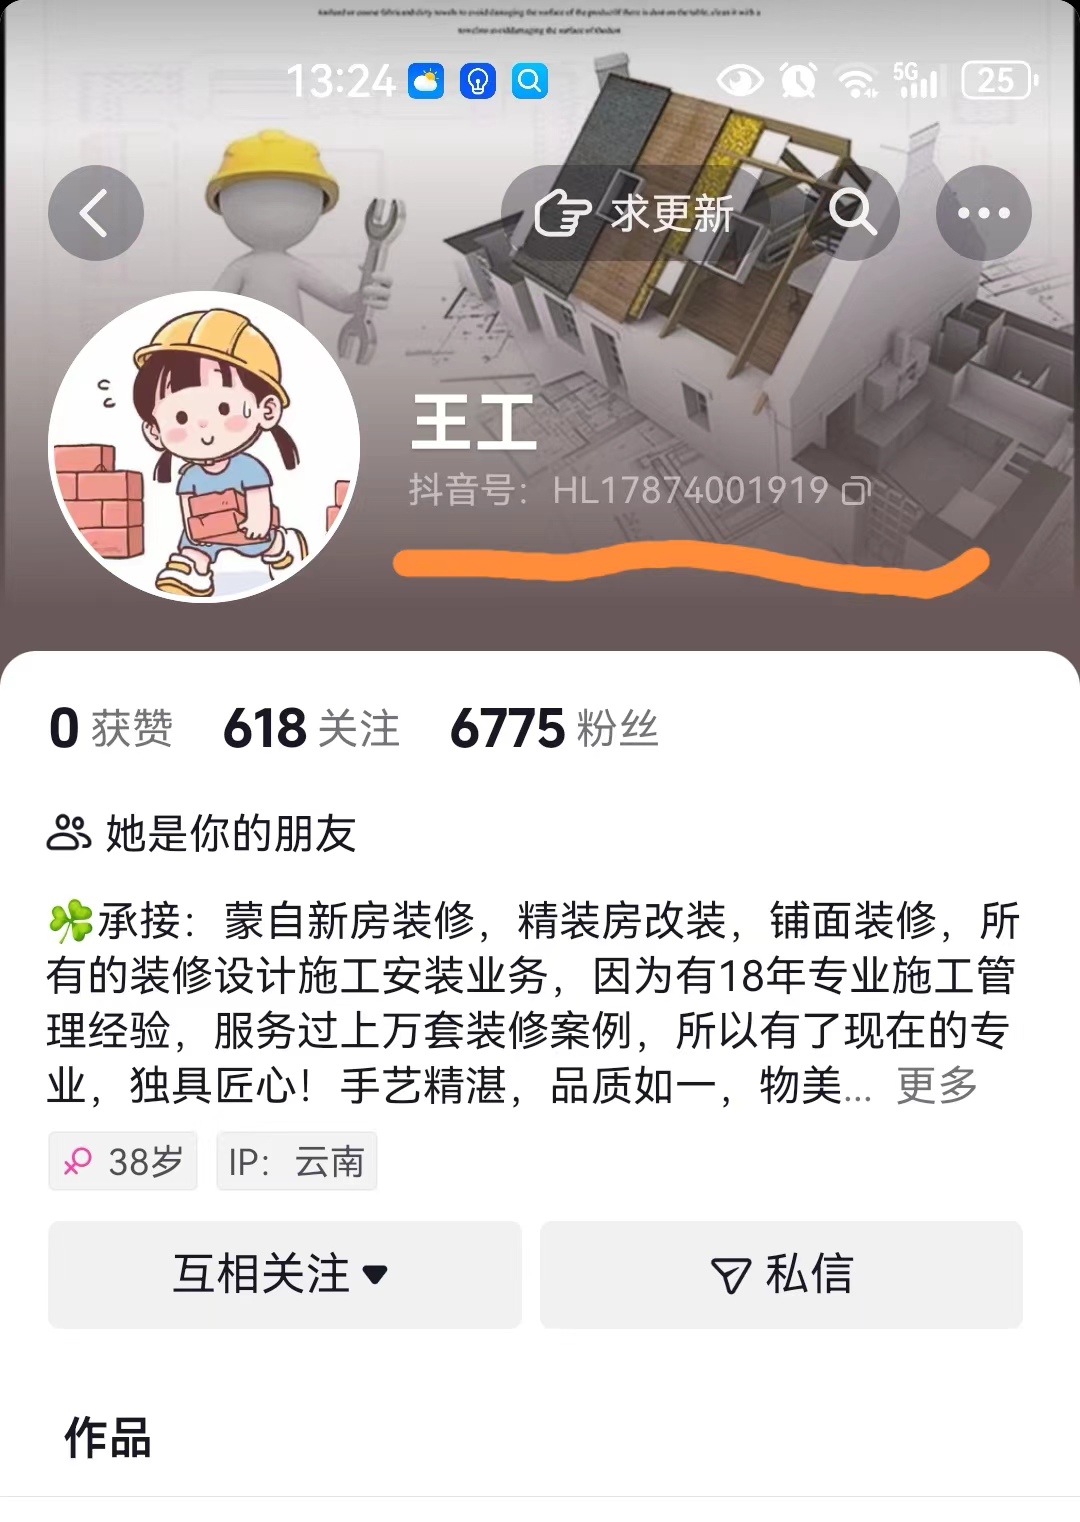 13:24
5G
25
求更新
王工
抖音号：HL17874001919
0 获赞 618 关注 6775 粉丝
她是你的朋友
☘️承接：蒙自新房装修，精装房改装，铺面装修，所
有的装修设计施工安装业务，因为有18年专业施工管
理经验，服务过上万套装修案例，所以有了现在的专
业，独具匠心！手艺精湛，品质如一，物美... 更多
38岁 IP：云南
互相关注 私信
作品